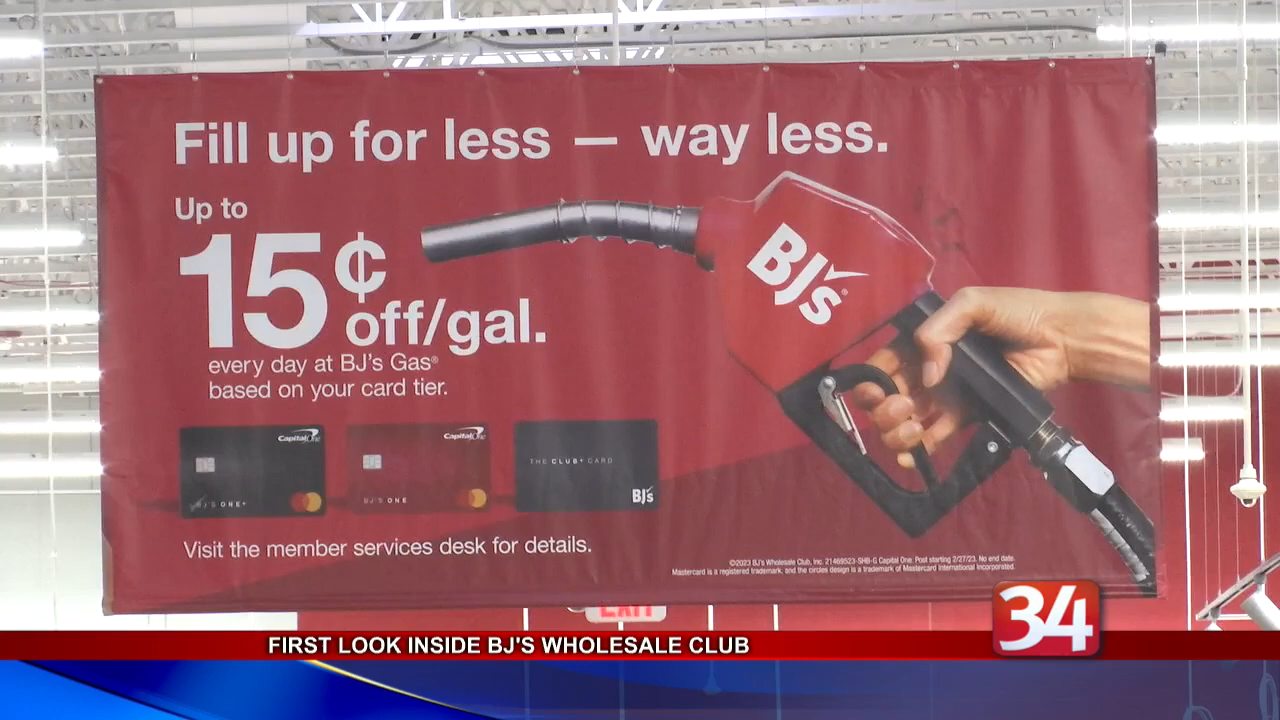 Fill up for less — way less.
Up to
15¢
off/gal.
every day at BJ's Gas®
based on your card tier.
BJ's®
Capital One
BJ'S ONE+
Capital One
BJ'S ONE
THE CLUB+ CARD
BJ's
Visit the member services desk for details.
©2023 BJ's Wholesale Club, Inc. 21469523-SHB-G Capital One. Post starting 2/27/23. No end date.
Mastercard is a registered trademark, and the circles design is a trademark of Mastercard International Incorporated.
EXIT
34
FIRST LOOK INSIDE BJ'S WHOLESALE CLUB